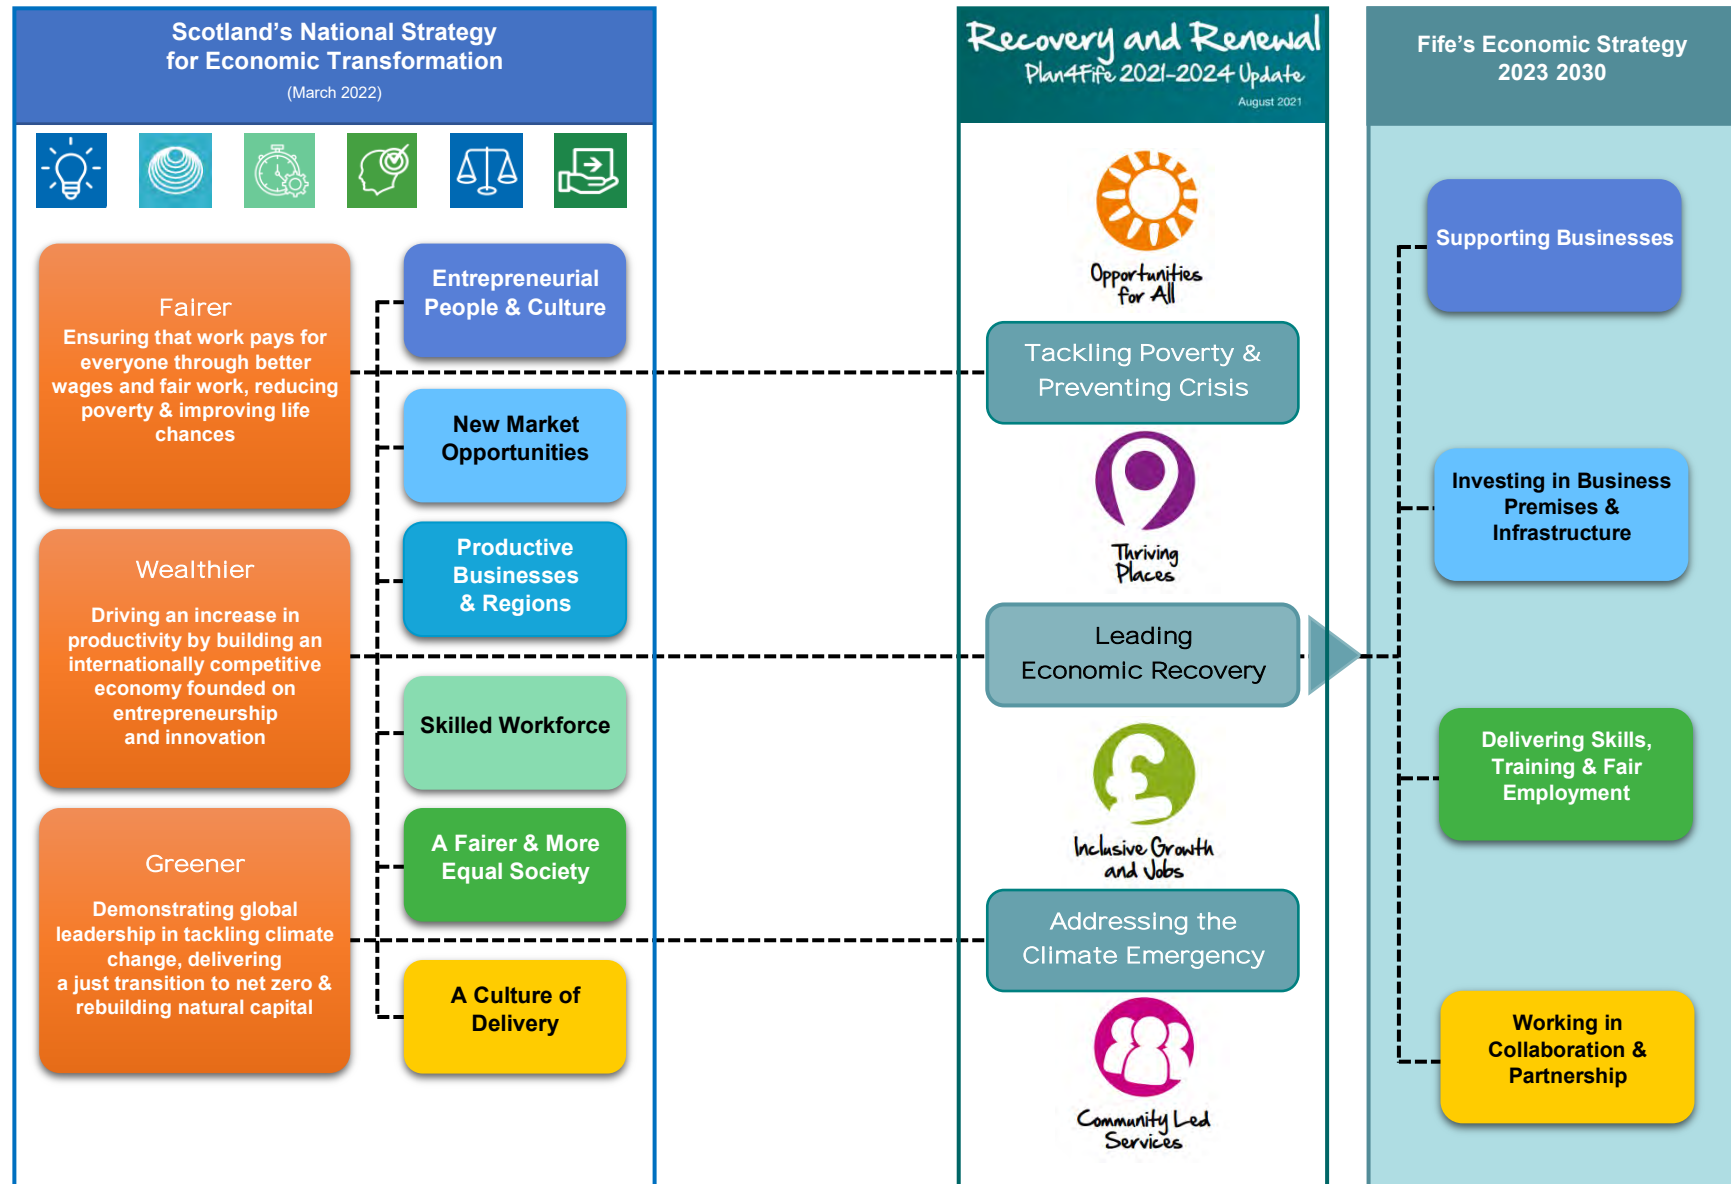 Scotland's National Strategy
for Economic Transformation
(March 2022)
Fairer
Ensuring that work pays for
everyone through better
wages and fair work, reducing
poverty & improving life
chances
Wealthier
Driving an increase in
productivity by building an
internationally competitive
economy founded on
entrepreneurship
and innovation
Greener
Demonstrating global
leadership in tackling climate
change, delivering
a just transition to net zero &
rebuilding natural capital
Entrepreneurial
People & Culture
New Market
Opportunities
Productive
Businesses
& Regions
Skilled Workforce
A Fairer & More
Equal Society
A Culture of
Delivery
Recovery and Renewal
Plan4Fife 2021-2024 Update
August 2021
Opportunities
for All
Tackling Poverty &
Preventing Crisis
Thriving
Places
Leading
Economic Recovery
Inclusive Growth
and Jobs
Addressing the
Climate Emergency
Community Led
Services
Fife's Economic Strategy
2023 2030
Supporting Businesses
Investing in Business
Premises &
Infrastructure
Delivering Skills,
Training & Fair
Employment
Working in
Collaboration &
Partnership